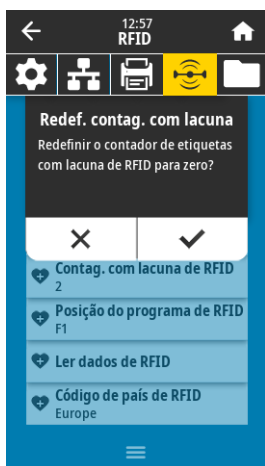 12:57
RFID
Redef. contag. com lacuna
Redefinir o contador de etiquetas
com lacuna de RFID para zero?
Contag. com lacuna de RFID
2
Posição do programa de RFID
F1
Ler dados de RFID
Código de país de RFID
Europe